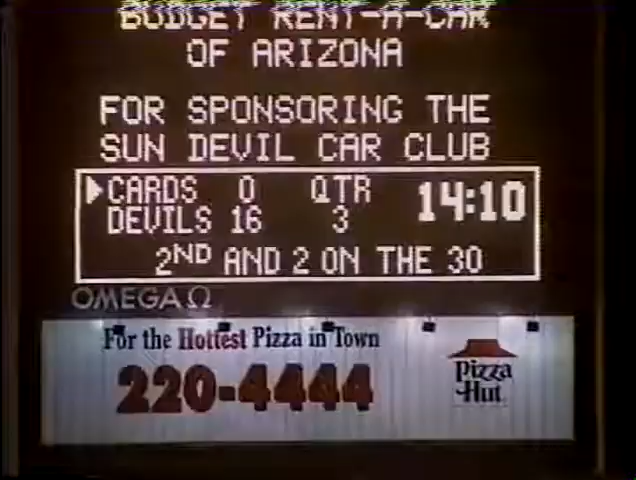 BUDGET RENT-A-CAR
OF ARIZONA
FOR SPONSORING THE
SUN DEVIL CAR CLUB
CARDS 0 QTR 14:10
DEVILS 16 3
2ND AND 2 ON THE 30
OMEGA Ω
For the Hottest Pizza in Town
220-4444
Pizza
Hut